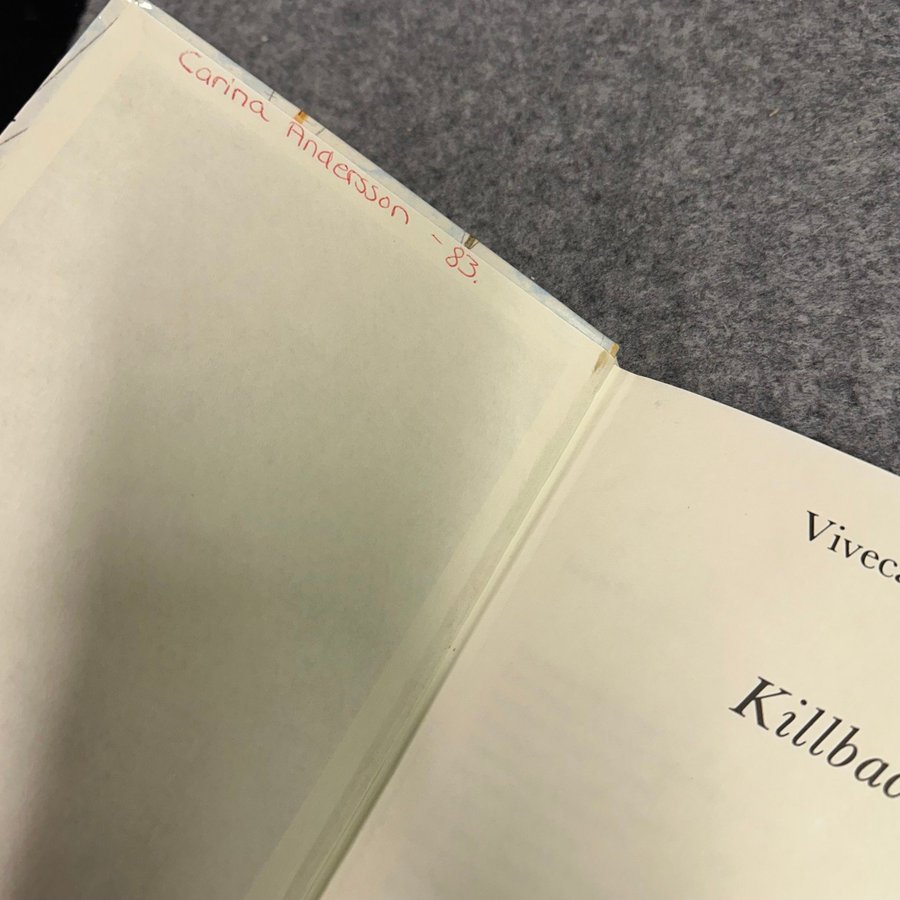 Carina Andersson -83.
Viveca
Killbac